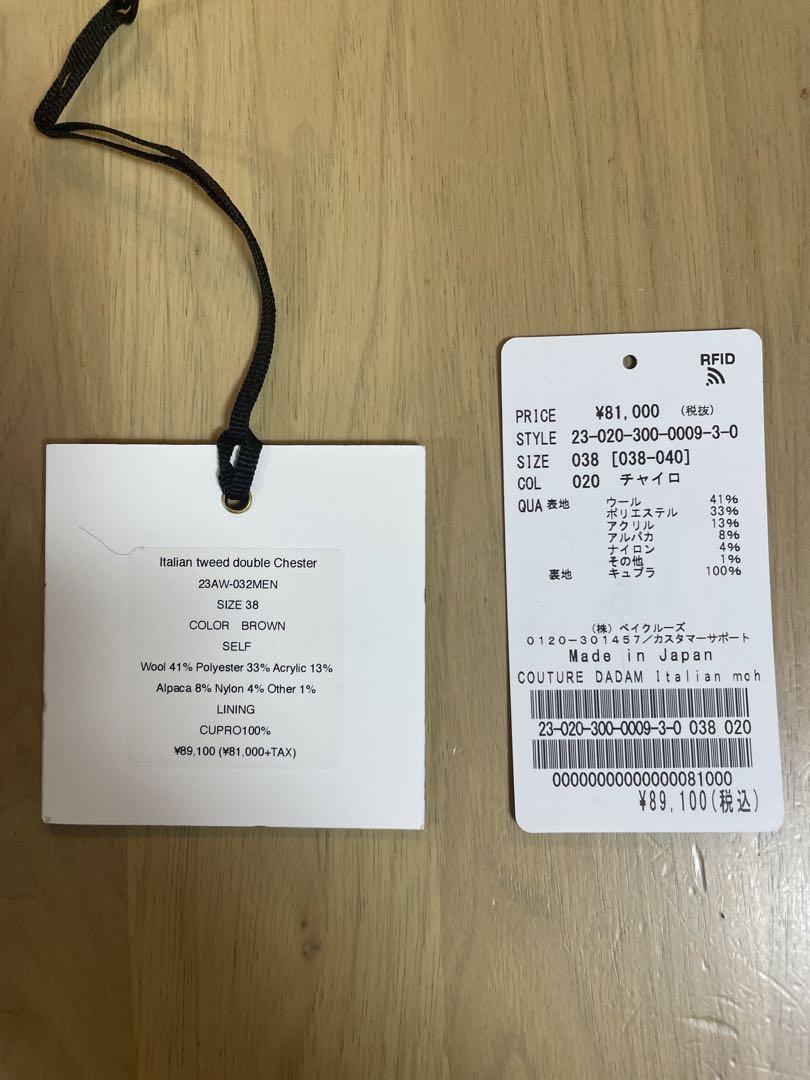 Italian tweed double Chester
23AW-032MEN
SIZE 38
COLOR BROWN
SELF
Wool 41% Polyester 33% Acrylic 13%
Alpaca 8% Nylon 4% Other 1%
LINING
CUPRO100%
¥89,100 (¥81,000+TAX)
RFID
PRICE ¥81,000 (税抜)
STYLE 23-020-300-0009-3-0
SIZE 038 [038-040]
COL 020 チャイロ
QUA 表地 ウール 41%
ポリエステル 33%
アクリル 13%
アルパカ 8%
ナイロン 4%
その他 1%
裏地 キュプラ 100%
(株) ベイクルーズ
0120-301457/カスタマーサポート
Made in Japan
COUTURE DADAM Italian mch
23-020-300-0009-3-0 038 020
00000000000000081000
¥89,100(税込)